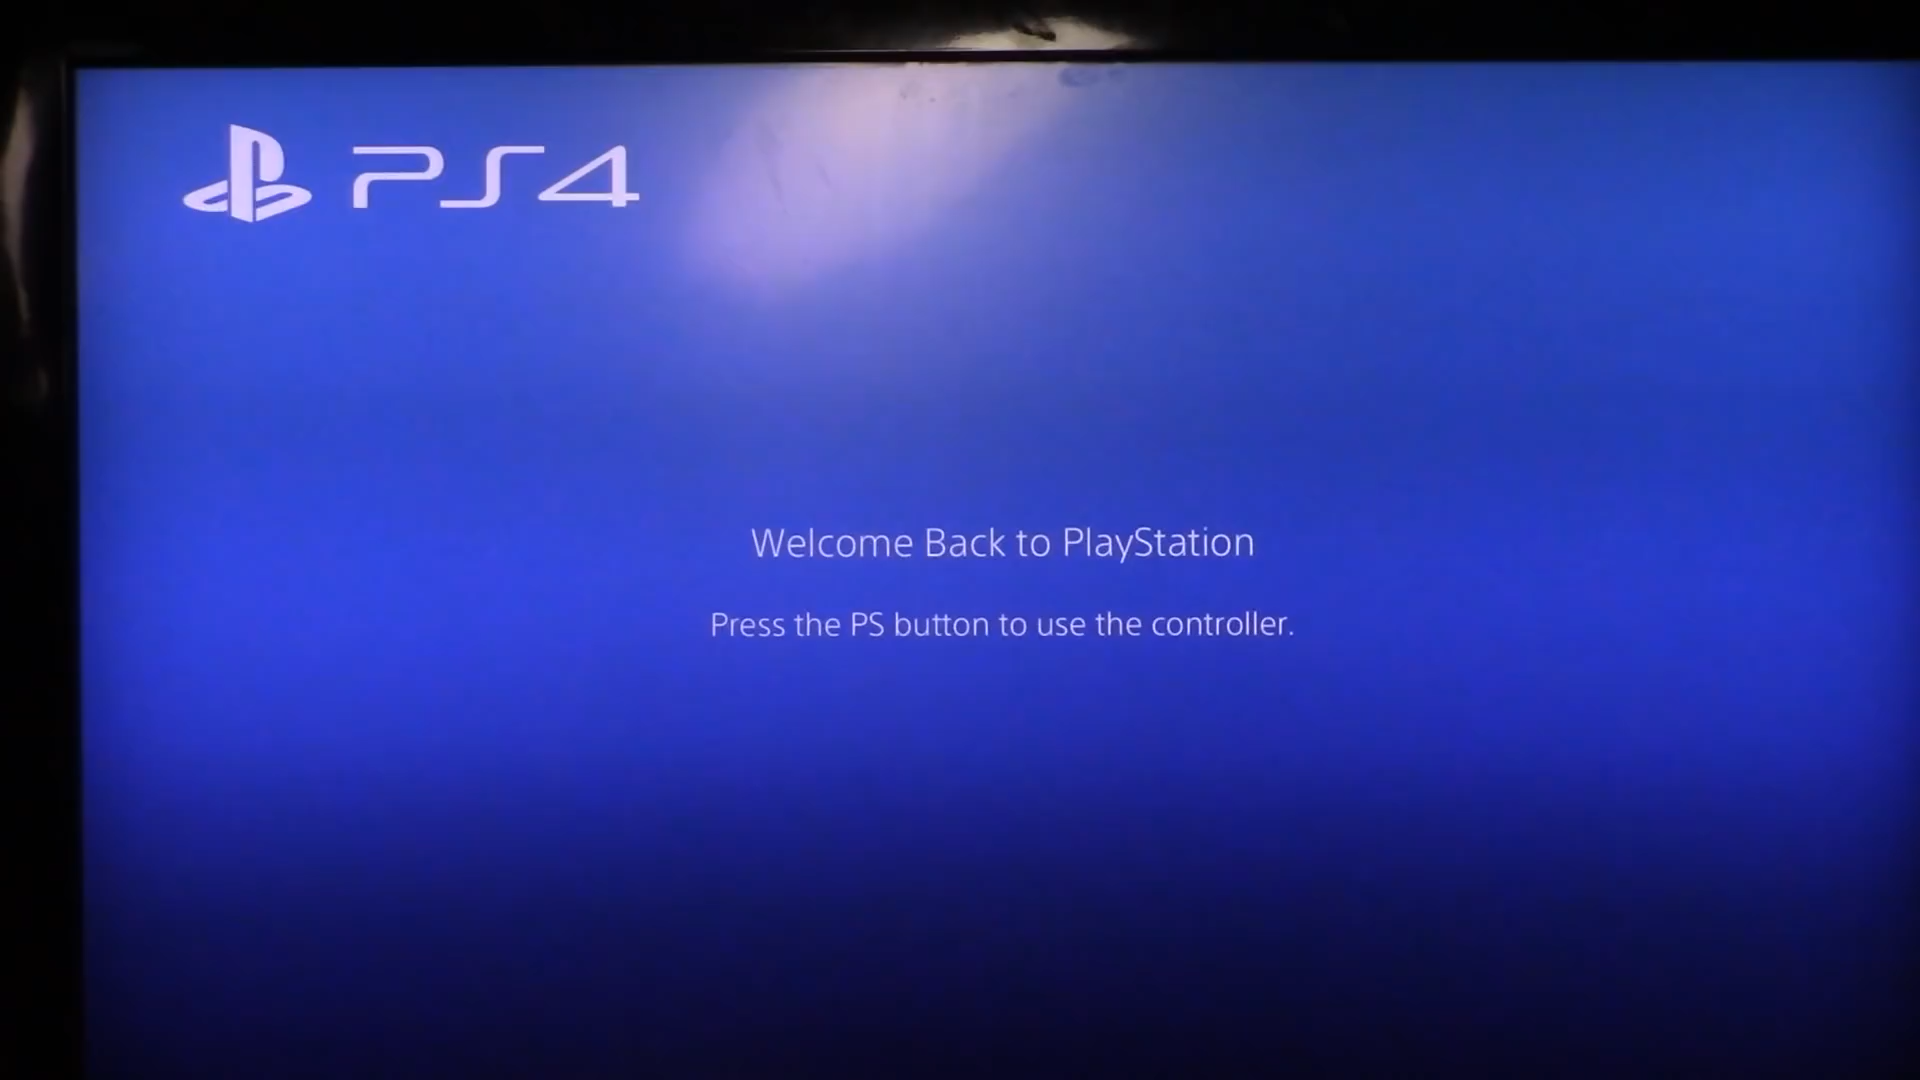 PS4
Welcome Back to PlayStation
Press the PS button to use the controller.